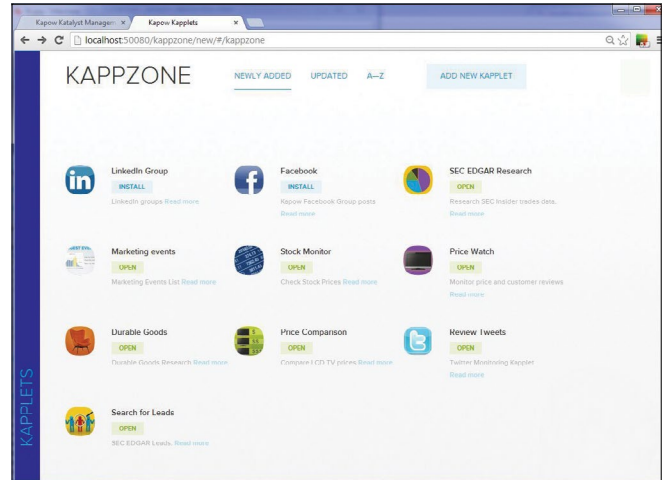 Kapow Katalyst Managem
Kapow Kapplets
localhost:50080/kappzone/new/#/kappzone
KAPPZONE
NEWLY ADDED
UPDATED
A—Z
ADD NEW KAPPLET
LinkedIn Group
INSTALL
LinkedIn groups Read more
Facebook
INSTALL
Kapow Facebook Group posts
Read more
SEC EDGAR Research
OPEN
Research SEC Insider trades data.
Read more
Marketing events
OPEN
Marketing Events List Read more
Stock Monitor
OPEN
Check Stock Prices Read more
Price Watch
OPEN
Monitor price and customer reviews
Read more
Durable Goods
OPEN
Durable Goods Research Read more
Price Comparison
OPEN
Compare LCD TV prices Read more
Review Tweets
OPEN
Twitter Monitoring Kapplet
Read more
Search for Leads
OPEN
SEC EDGAR Leads. Read more
KAPPLETS